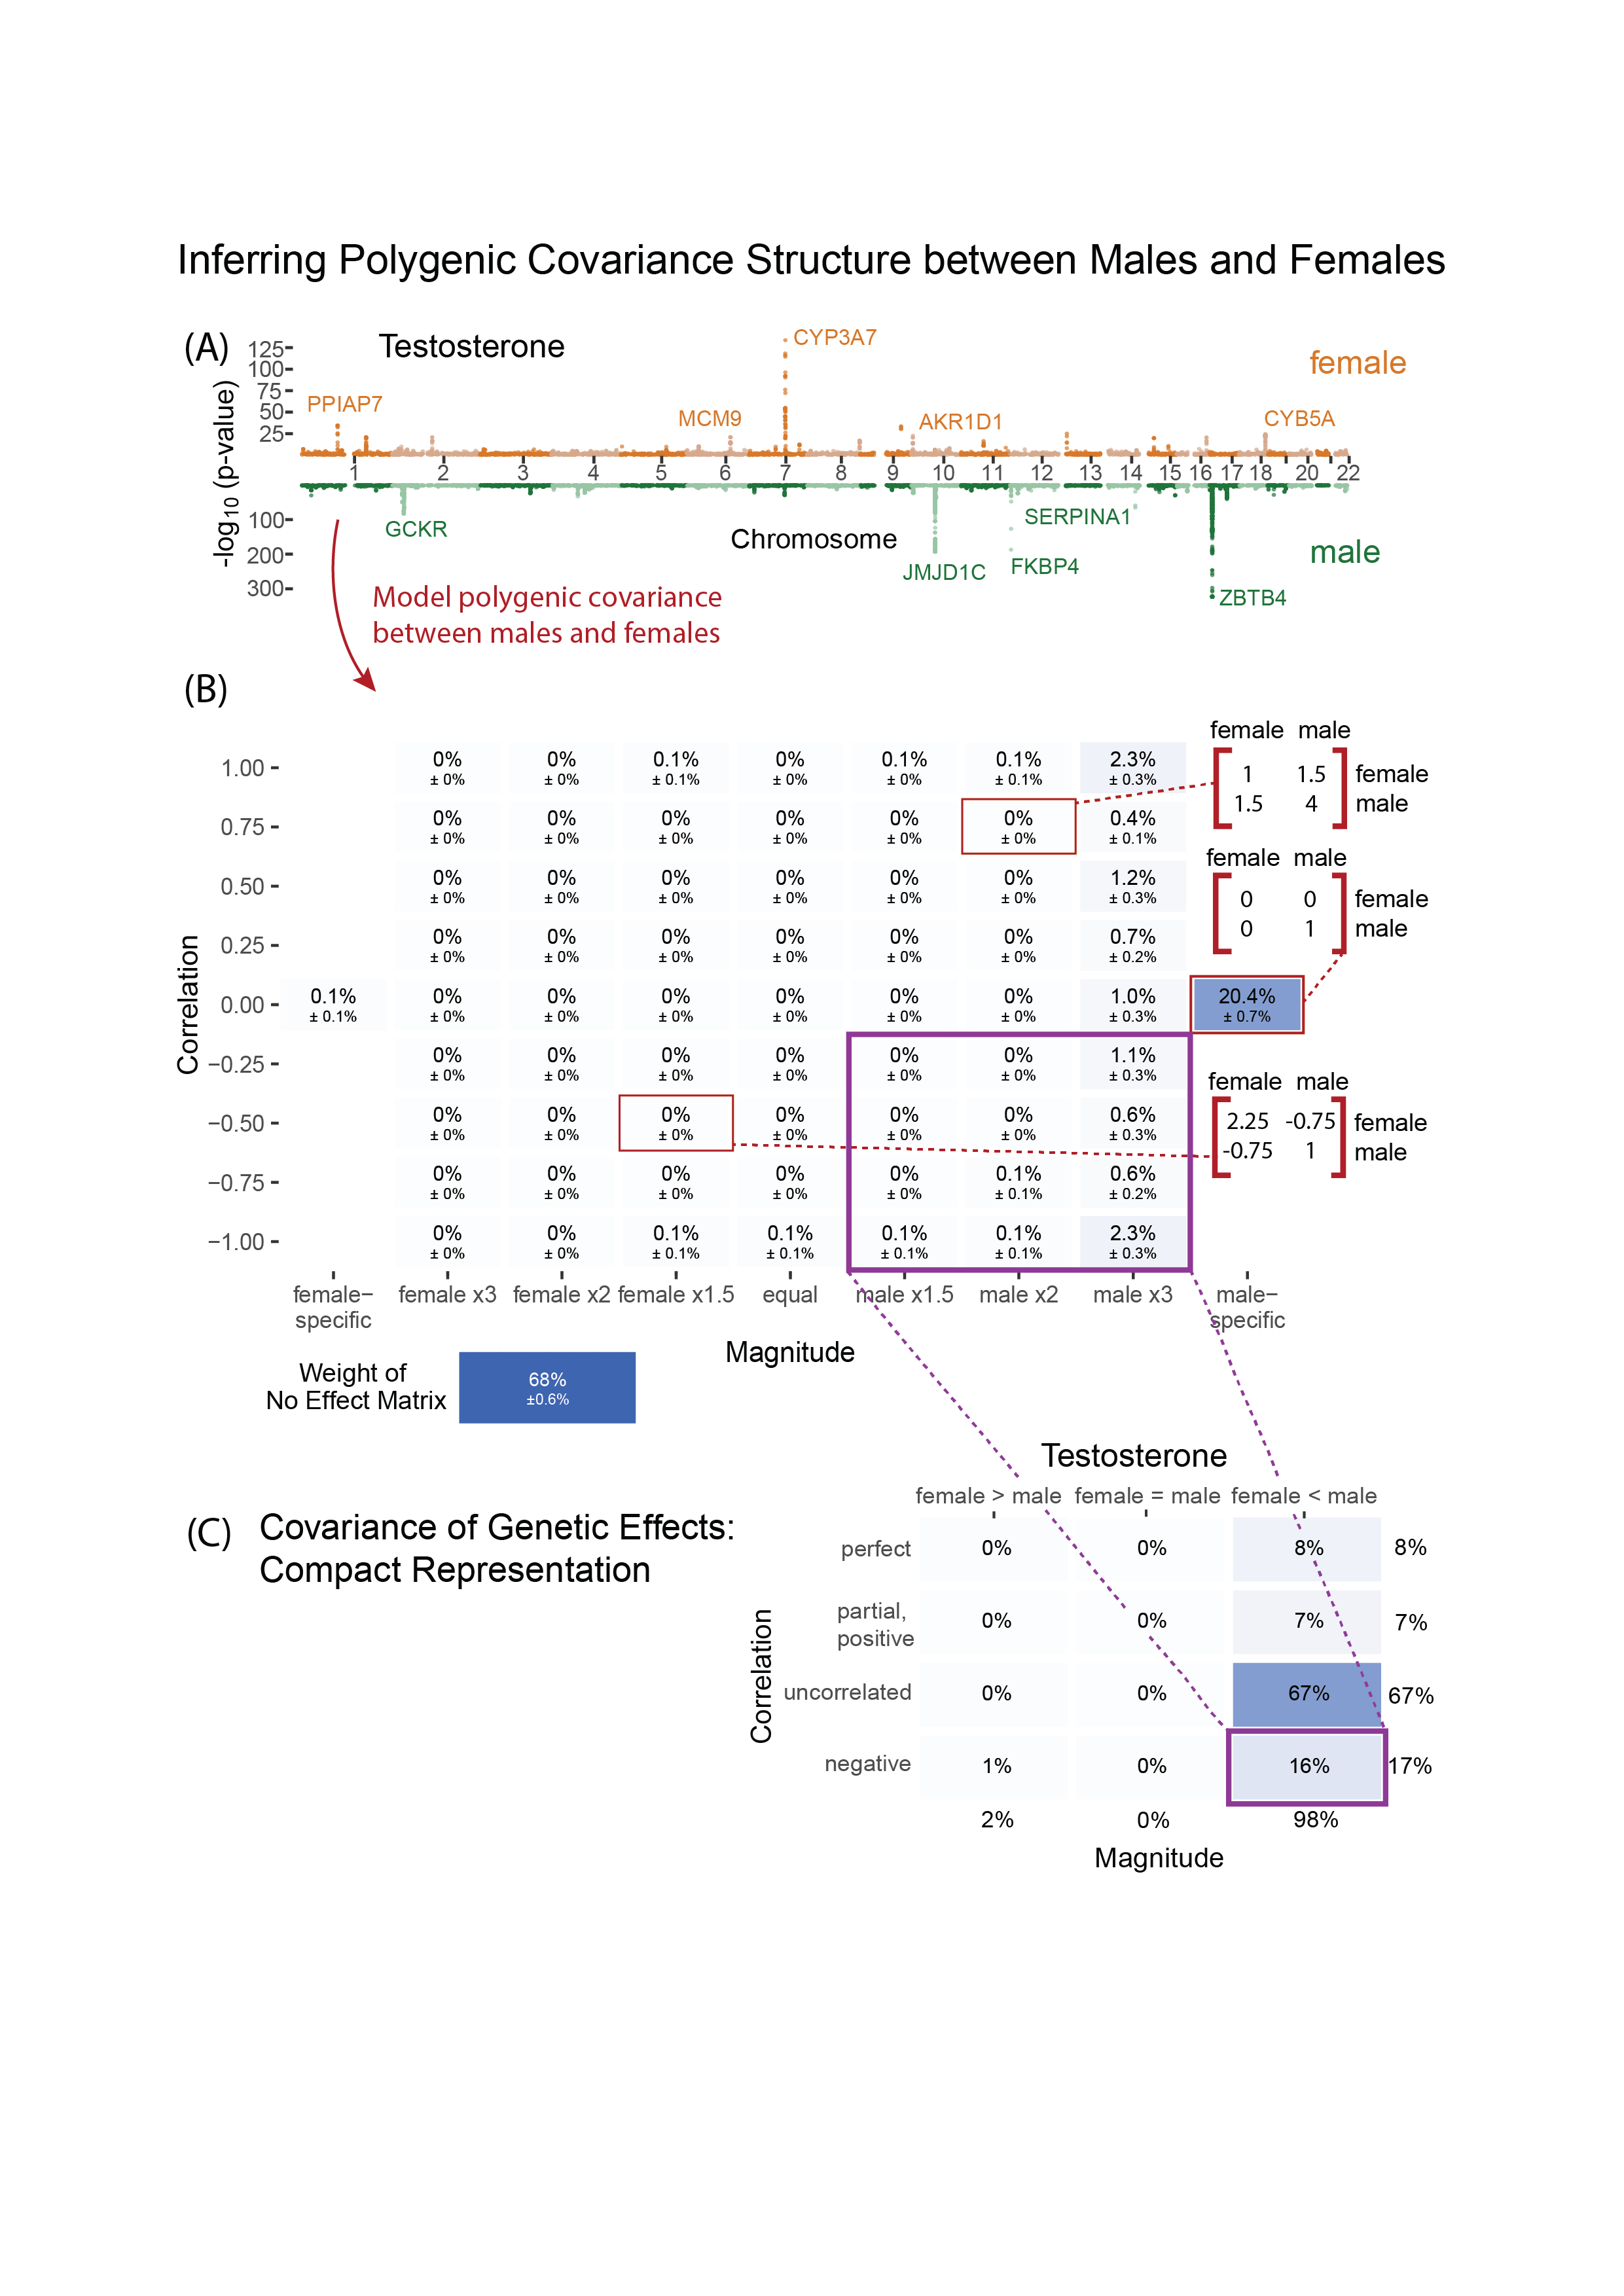 Inferring Polygenic Covariance Structure between Males and Females
(A)
Testosterone
female
-log10 (p-value)
125
100
75
50
25
PPIAP7
MCM9
CYP3A7
AKR1D1
CYB5A
1 2 3 4 5 6 7 8 9 10 11 12 13 14 15 16 17 18 20 22
100
200
300
GCKR
Chromosome
JMJD1C
FKBP4
SERPINA1
ZBTB4
male
Model polygenic covariance
between males and females
(B)
Correlation
1.00 0% 0% 0.1% 0% 0.1% 0.1% 2.3%
± 0% ± 0% ± 0.1% ± 0% ± 0% ± 0.1% ± 0.3%
0.75 0% 0% 0% 0% 0% 0% 0.4%
± 0% ± 0% ± 0% ± 0% ± 0% ± 0% ± 0.1%
0.50 0% 0% 0% 0% 0% 0% 1.2%
± 0% ± 0% ± 0% ± 0% ± 0% ± 0% ± 0.3%
0.25 0% 0% 0% 0% 0% 0% 0.7%
± 0% ± 0% ± 0% ± 0% ± 0% ± 0% ± 0.2%
0.00 0.1% 0% 0% 0% 0% 0% 0% 1.0% 20.4%
± 0.1% ± 0% ± 0% ± 0% ± 0% ± 0% ± 0% ± 0.3% ± 0.7%
−0.25 0% 0% 0% 0% 0% 0% 1.1%
± 0% ± 0% ± 0% ± 0% ± 0% ± 0% ± 0.3%
−0.50 0% 0% 0% 0% 0% 0% 0.6%
± 0% ± 0% ± 0% ± 0% ± 0% ± 0% ± 0.3%
−0.75 0% 0% 0% 0% 0% 0.1% 0.6%
± 0% ± 0% ± 0% ± 0% ± 0% ± 0.1% ± 0.2%
−1.00 0% 0% 0.1% 0.1% 0.1% 0.1% 2.3%
± 0% ± 0% ± 0.1% ± 0.1% ± 0.1% ± 0.1% ± 0.3%
female− female x3 female x2 female x1.5 equal male x1.5 male x2 male x3 male−
specific specific
Magnitude
female male
1 1.5 female
1.5 4 male
female male
0 0 female
0 1 male
female male
2.25 -0.75 female
-0.75 1 male
Weight of
No Effect Matrix
68%
±0.6%
(C) Covariance of Genetic Effects:
Compact Representation
Testosterone
female > male female = male female < male
Correlation
perfect 0% 0% 8% 8%
partial,
positive 0% 0% 7% 7%
uncorrelated 0% 0% 67% 67%
negative 1% 0% 16% 17%
2% 0% 98%
Magnitude